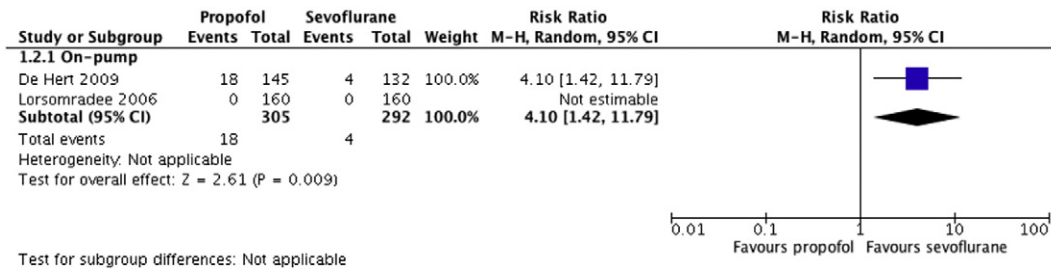 Propofol Sevoflurane Risk Ratio Risk Ratio
Study or Subgroup Events Total Events Total Weight M-H, Random, 95% CI M-H, Random, 95% CI
1.2.1 On-pump
De Hert 2009 18 145 4 132 100.0% 4.10 [1.42, 11.79]
Lorsomradee 2006 0 160 0 160 Not estimable
Subtotal (95% CI) 305 292 100.0% 4.10 [1.42, 11.79]
Total events 18 4
Heterogeneity: Not applicable
Test for overall effect: Z = 2.61 (P = 0.009)
0.01 0.1 1 10 100
Favours propofol Favours sevoflurane
Test for subgroup differences: Not applicable